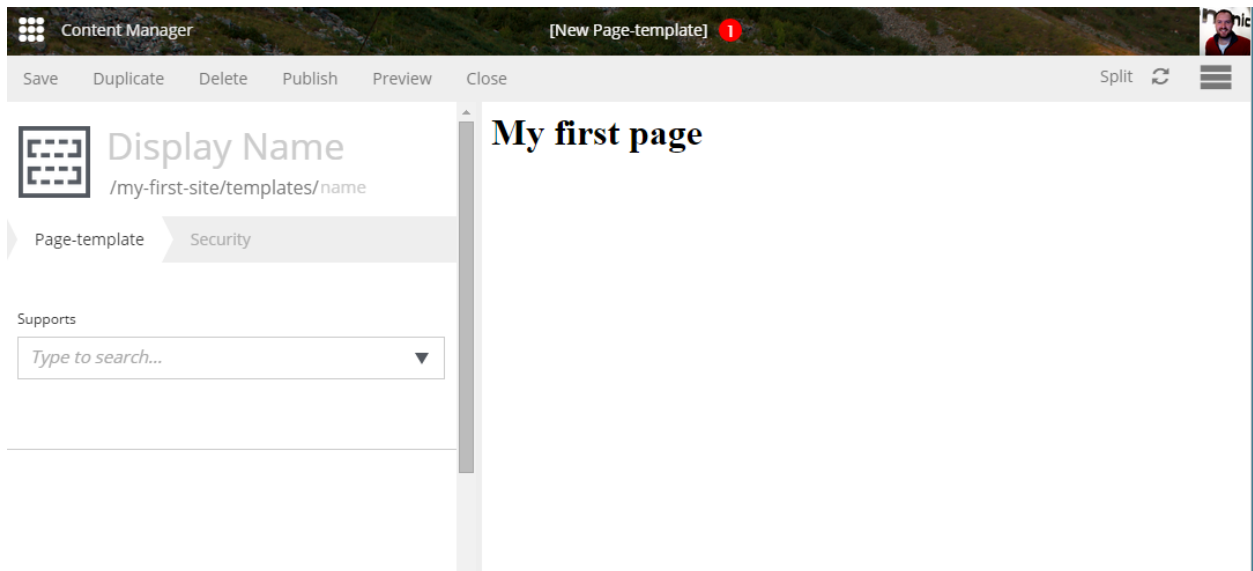 Content Manager
[New Page-template] 1
Save Duplicate Delete Publish Preview Close Split
Display Name
/my-first-site/templates/name
Page-template Security
Supports
Type to search...
My first page